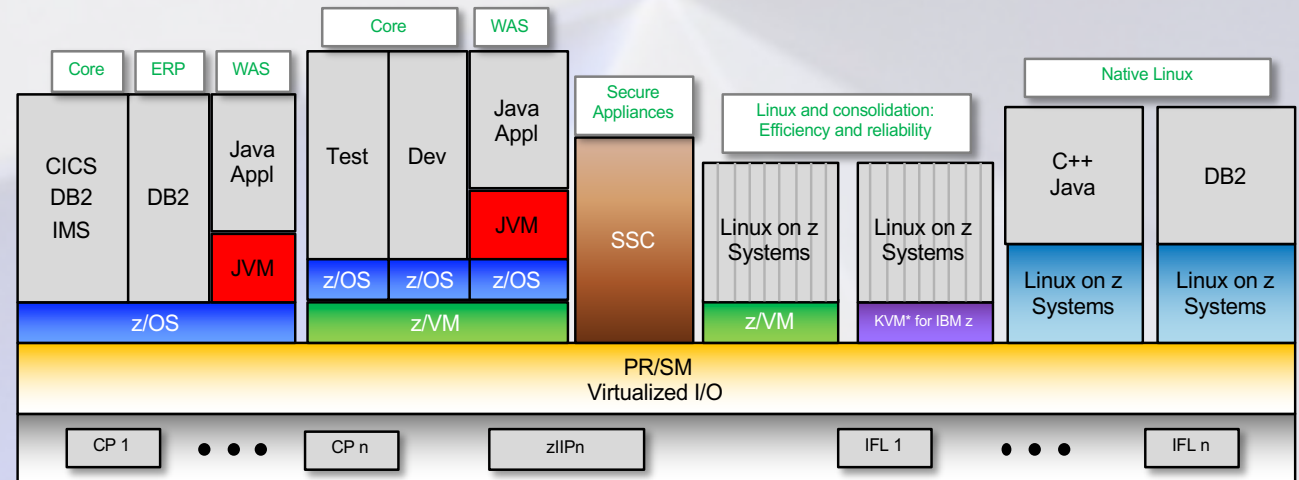 Core
ERP
WAS
Core
WAS
Secure
Appliances
Linux and consolidation:
Efficiency and reliability
Native Linux
CICS
DB2
IMS
DB2
Java
Appl
JVM
z/OS
Test
Dev
Java
Appl
JVM
z/OS
z/OS
z/OS
z/VM
SSC
Linux on z
Systems
z/VM
Linux on z
Systems
KVM* for IBM z
C++
Java
Linux on z
Systems
DB2
Linux on z
Systems
PR/SM
Virtualized I/O
CP 1
• • •
CP n
zIIPn
IFL 1
• • •
IFL n